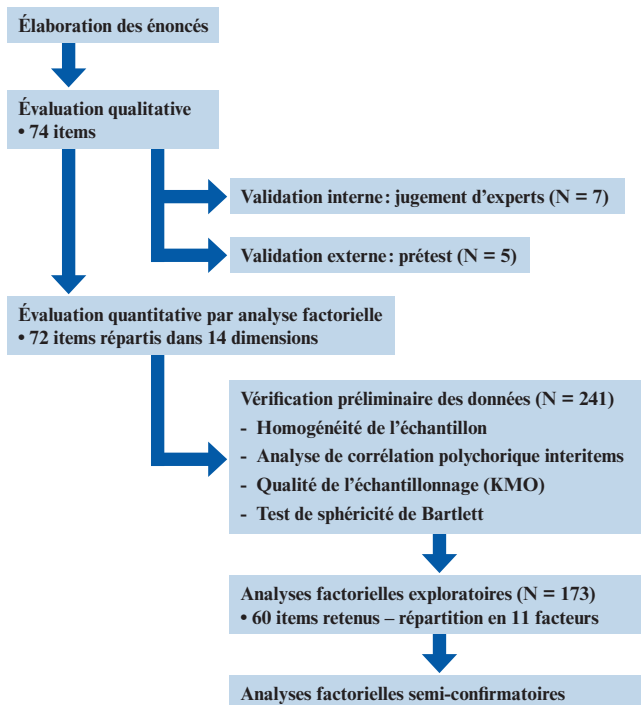 Élaboration des énoncés
Évaluation qualitative
• 74 items
Validation interne : jugement d’experts (N = 7)
Validation externe : prétest (N = 5)
Évaluation quantitative par analyse factorielle
• 72 items répartis dans 14 dimensions
Vérification préliminaire des données (N = 241)
- Homogénéité de l’échantillon
- Analyse de corrélation polychorique interitems
- Qualité de l’échantillonnage (KMO)
- Test de sphéricité de Bartlett
Analyses factorielles exploratoires (N = 173)
• 60 items retenus – répartition en 11 facteurs
Analyses factorielles semi-confirmatoires